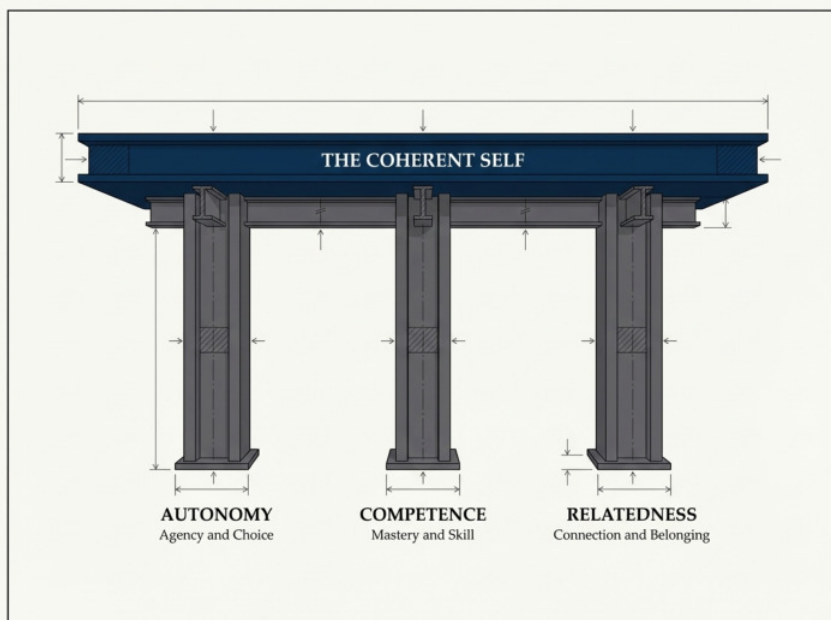 THE COHERENT SELF
AUTONOMY
Agency and Choice
COMPETENCE
Mastery and Skill
RELATEDNESS
Connection and Belonging